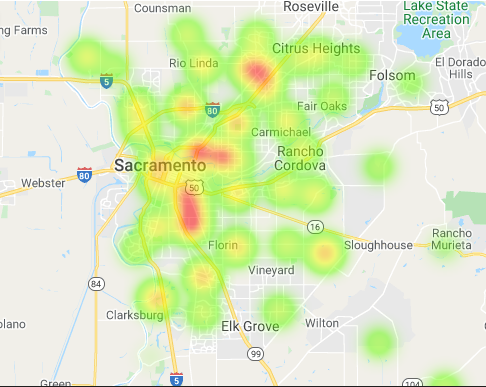 Counsman
Roseville
Lake State
Recreation
Area
ng Farms
Citrus Heights
Rio Linda
El Dorado
Hills
Folsom
5
80
Fair Oaks
50
Carmichael
Sacramento
Rancho
Cordova
80
Webster
50
16
Rancho
Murieta
Florin
Sloughhouse
Vineyard
84
Clarksburg
Elk Grove
Wilton
olano
99
Green
5
104